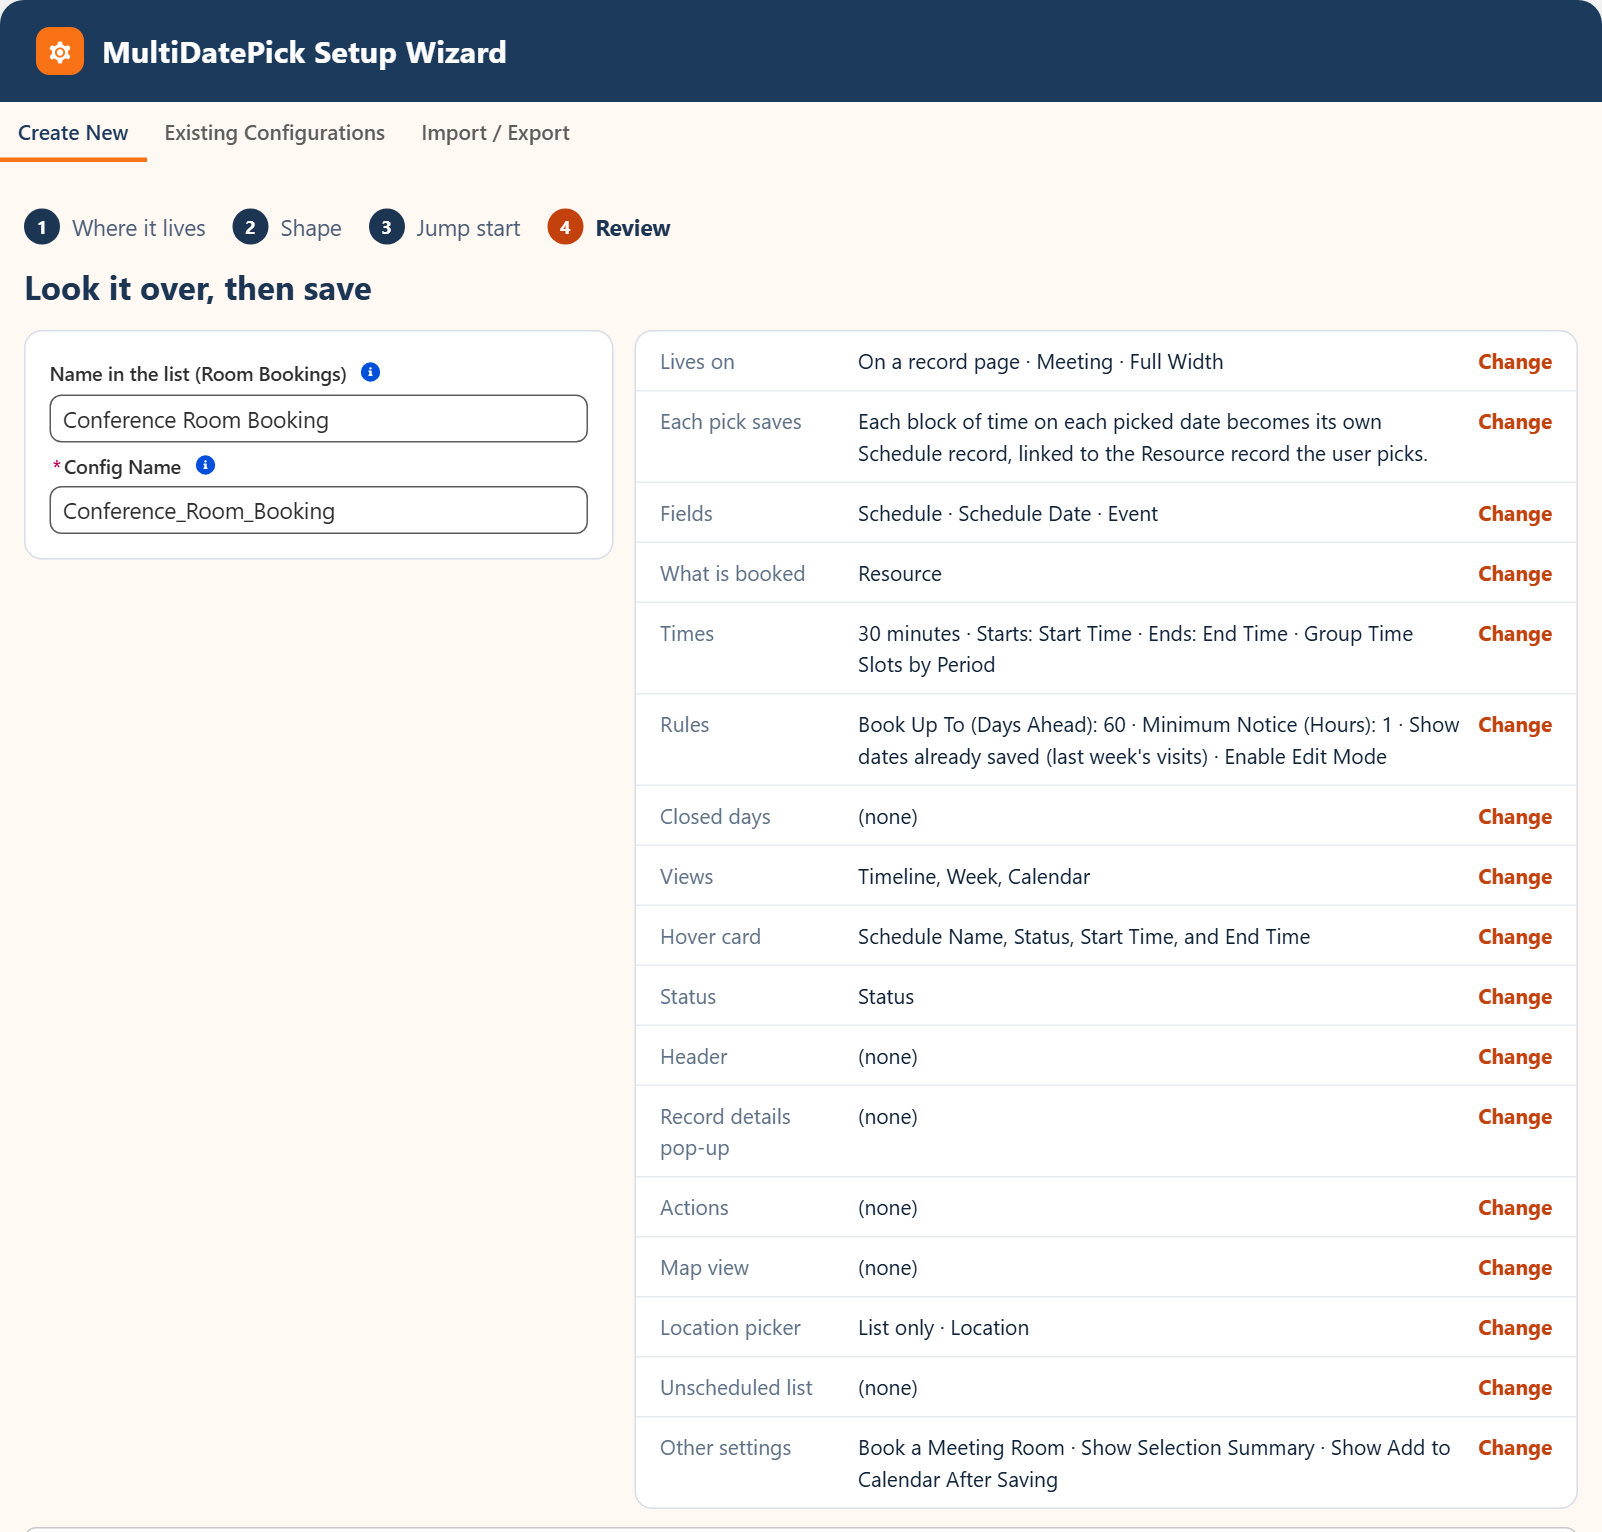 MultiDatePick Setup Wizard
Create New
Existing Configurations
Import / Export
1 Where it lives
2 Shape
3 Jump start
4 Review
Look it over, then save
Name in the list (Room Bookings)
Conference Room Booking
*Config Name
Conference_Room_Booking
Lives on
On a record page · Meeting · Full Width
Change
Each pick saves
Each block of time on each picked date becomes its own
Schedule record, linked to the Resource record the user picks.
Change
Fields
Schedule · Schedule Date · Event
Change
What is booked
Resource
Change
Times
30 minutes · Starts: Start Time · Ends: End Time · Group Time
Slots by Period
Change
Rules
Book Up To (Days Ahead): 60 · Minimum Notice (Hours): 1 · Show
dates already saved (last week's visits) · Enable Edit Mode
Change
Closed days
(none)
Change
Views
Timeline, Week, Calendar
Change
Hover card
Schedule Name, Status, Start Time, and End Time
Change
Status
Status
Change
Header
(none)
Change
Record details
pop-up
(none)
Change
Actions
(none)
Change
Map view
(none)
Change
Location picker
List only · Location
Change
Unscheduled list
(none)
Change
Other settings
Book a Meeting Room · Show Selection Summary · Show Add to
Calendar After Saving
Change